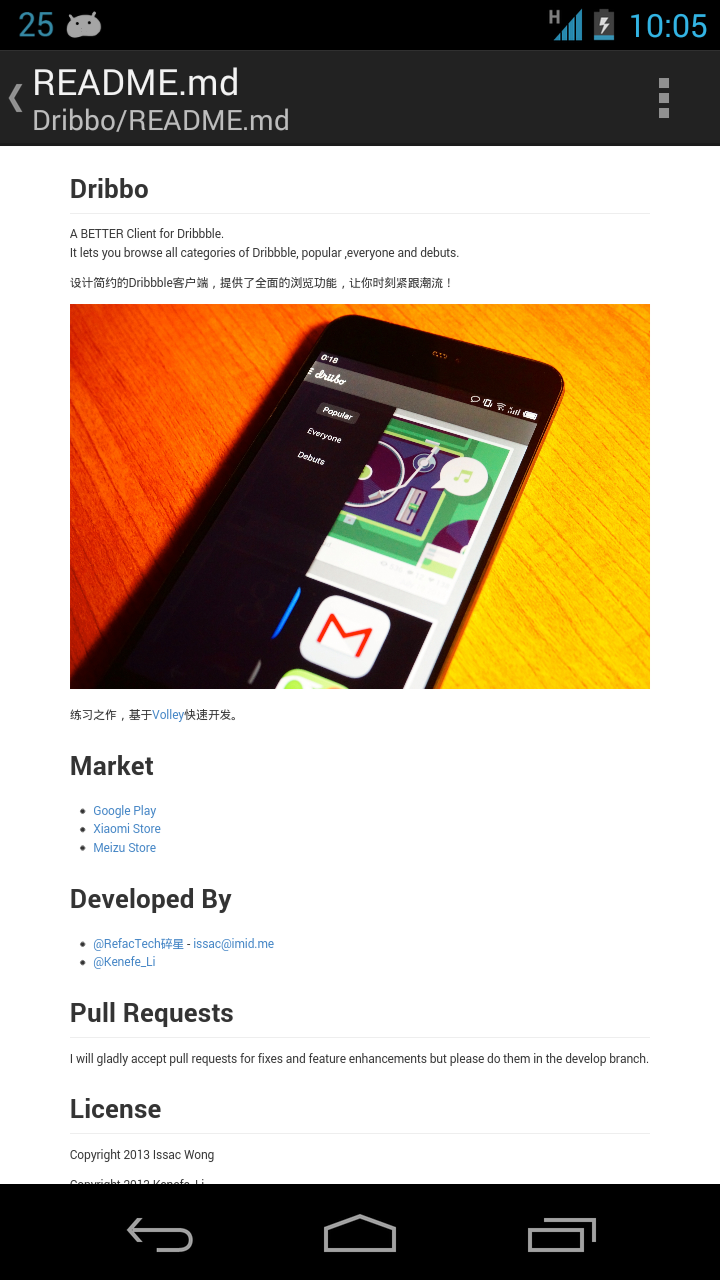 25
H
10:05
README.md
Dribbo/README.md
Dribbo
A BETTER Client for Dribbble.
It lets you browse all categories of Dribbble, popular ,everyone and debuts.
设计简约的Dribbble客户端，提供了全面的浏览功能，让你时刻紧跟潮流！
0:18
driibo
Popular
Everyone
Debuts
练习之作，基于Volley快速开发。
Market
Google Play
Xiaomi Store
Meizu Store
Developed By
@RefacTech碎星 - issac@imid.me
@Kenefe_Li
Pull Requests
I will gladly accept pull requests for fixes and feature enhancements but please do them in the develop branch.
License
Copyright 2013 Issac Wong
Copyright 2013 Kenefe_Li